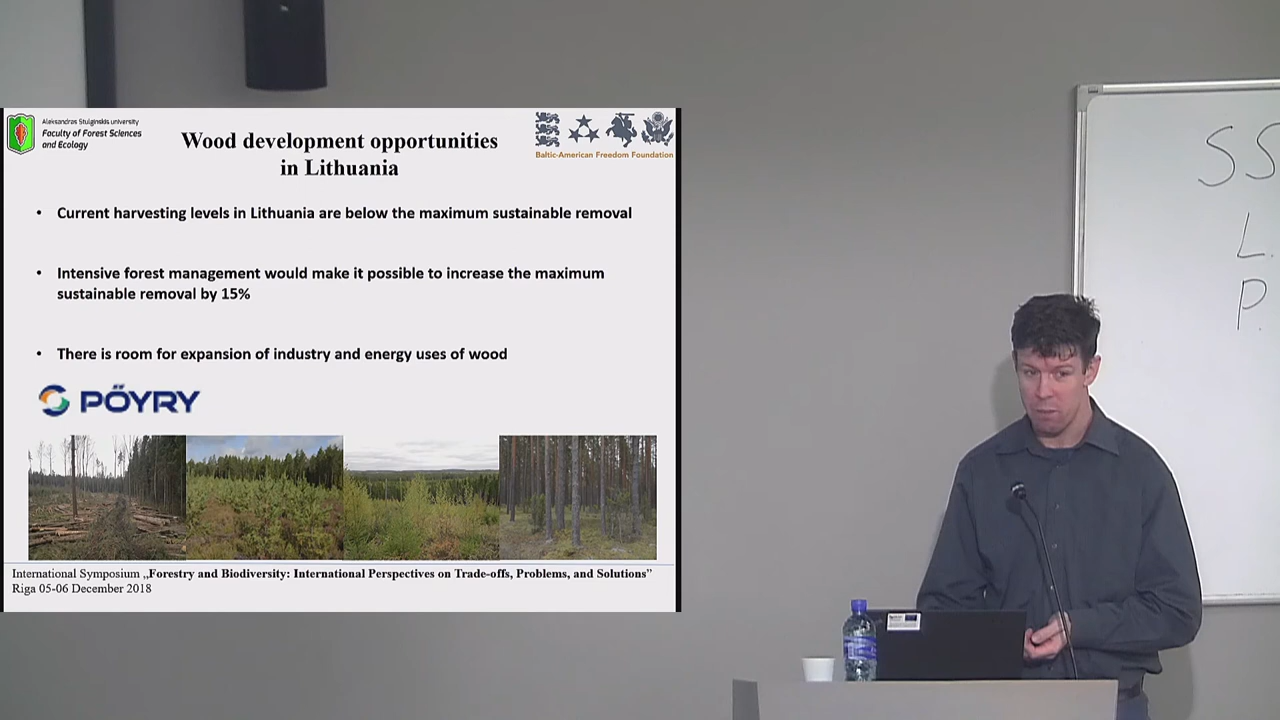 Aleksandras Stulginskis university
Faculty of Forest Sciences
and Ecology
Wood development opportunities
in Lithuania
Baltic-American Freedom Foundation
• Current harvesting levels in Lithuania are below the maximum sustainable removal
• Intensive forest management would make it possible to increase the maximum
sustainable removal by 15%
• There is room for expansion of industry and energy uses of wood
PÖYRY
International Symposium „Forestry and Biodiversity: International Perspectives on Trade-offs, Problems, and Solutions”
Riga 05-06 December 2018
SS
L.
P.